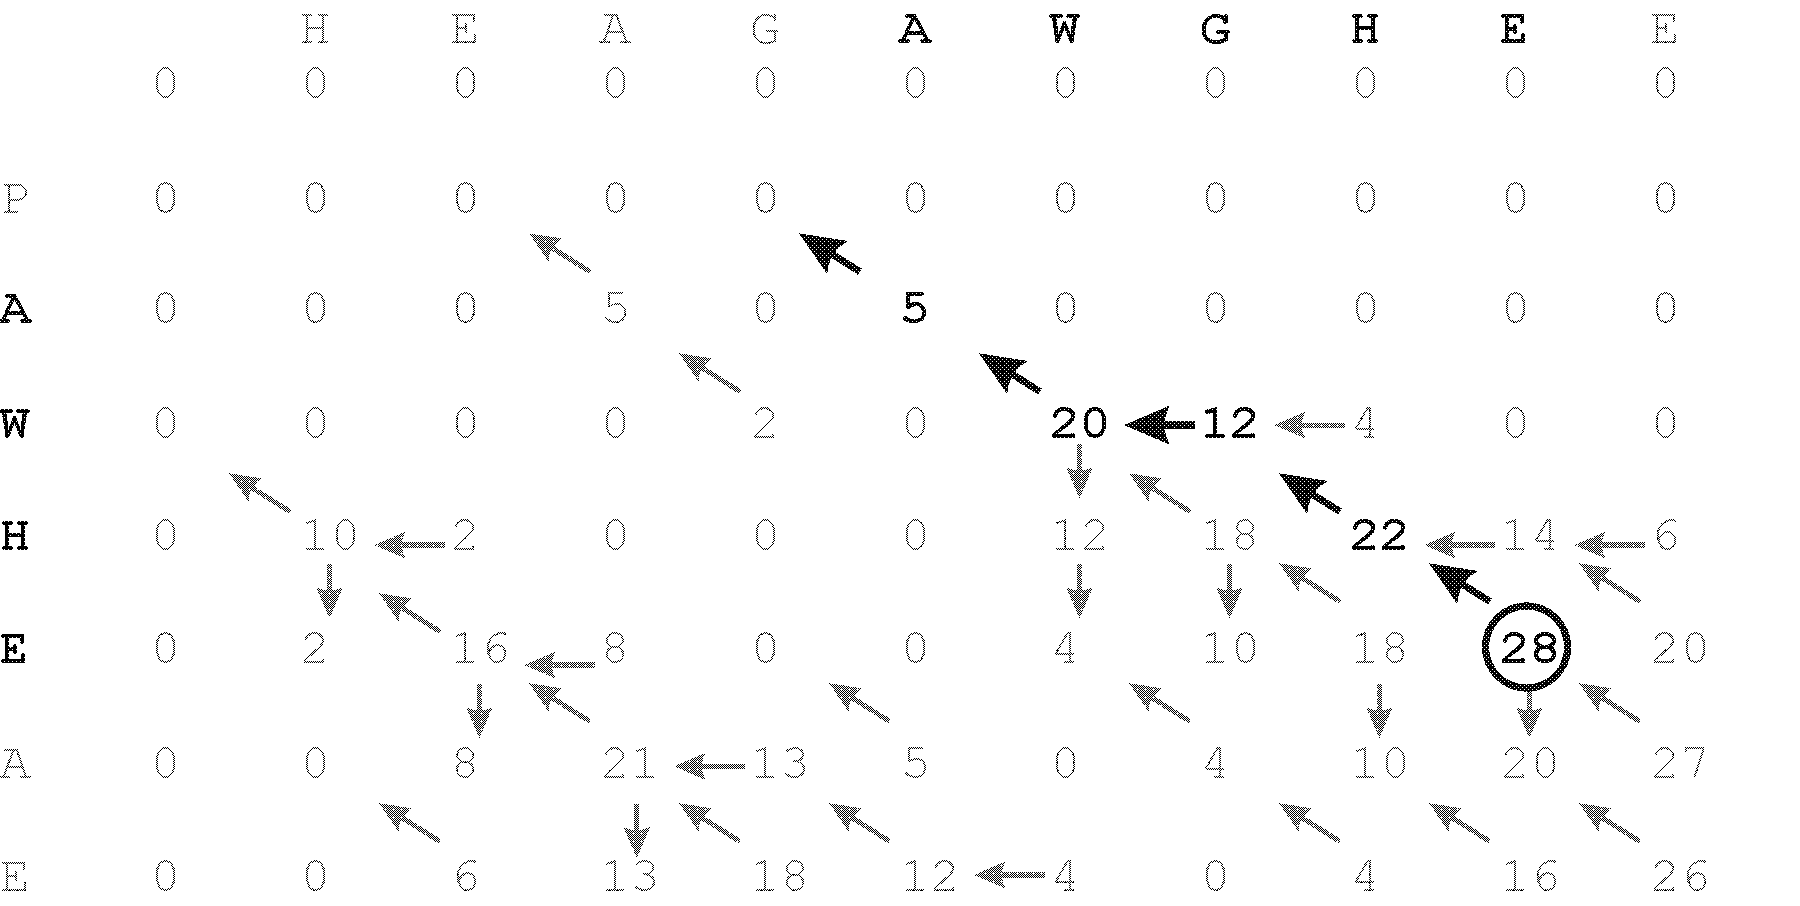 H E A G A W G H E E
0 0 0 0 0 0 0 0 0 0 0
P 0 0 0 0 0 0 0 0 0 0 0
A 0 0 0 5 0 5 0 0 0 0 0
W 0 0 0 0 2 0 20 12 4 0 0
H 0 10 2 0 0 0 12 18 22 14 6
E 0 2 16 8 0 0 4 10 18 28 20
A 0 0 8 21 13 5 0 4 10 20 27
E 0 0 6 13 18 12 4 0 4 16 26